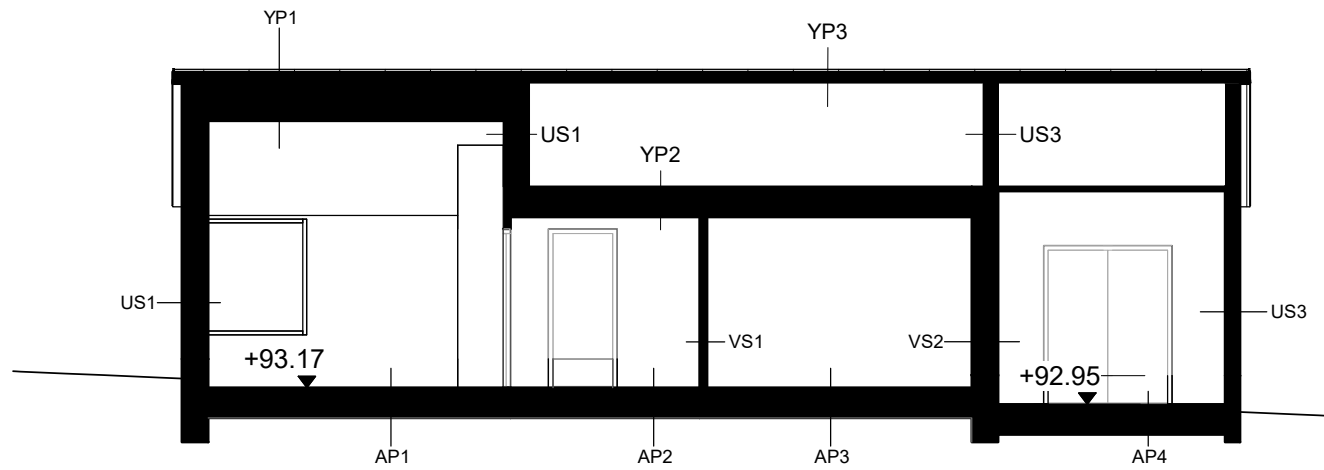 YP1
YP3
US1
US3
YP2
US1
US3
VS1
VS2
+93.17
+92.95
AP1
AP2
AP3
AP4